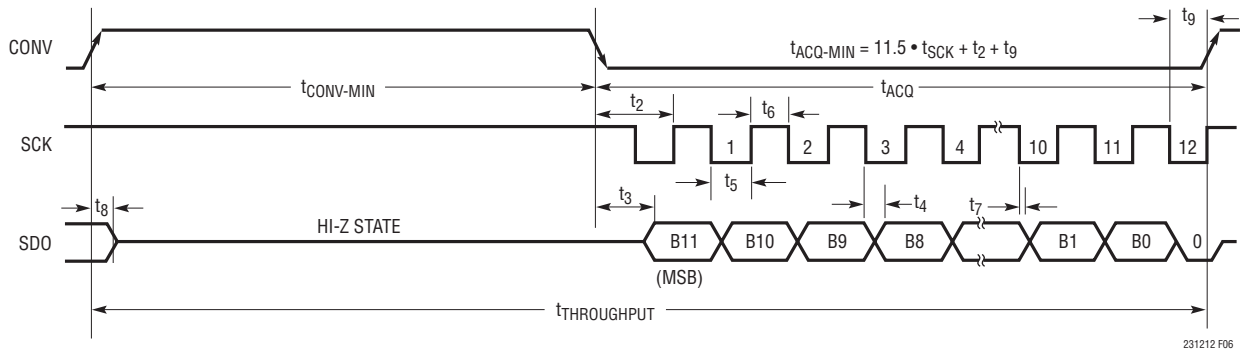 t9
CONV
tACQ-MIN = 11.5 • tSCK + t2 + t9
tCONV-MIN
tACQ
t2
t6
SCK
1
2
3
4
10
11
12
t5
t8
t3
t4
t7
SDO
HI-Z STATE
B11
B10
B9
B8
B1
B0
0
(MSB)
tTHROUGHPUT
231212 F06